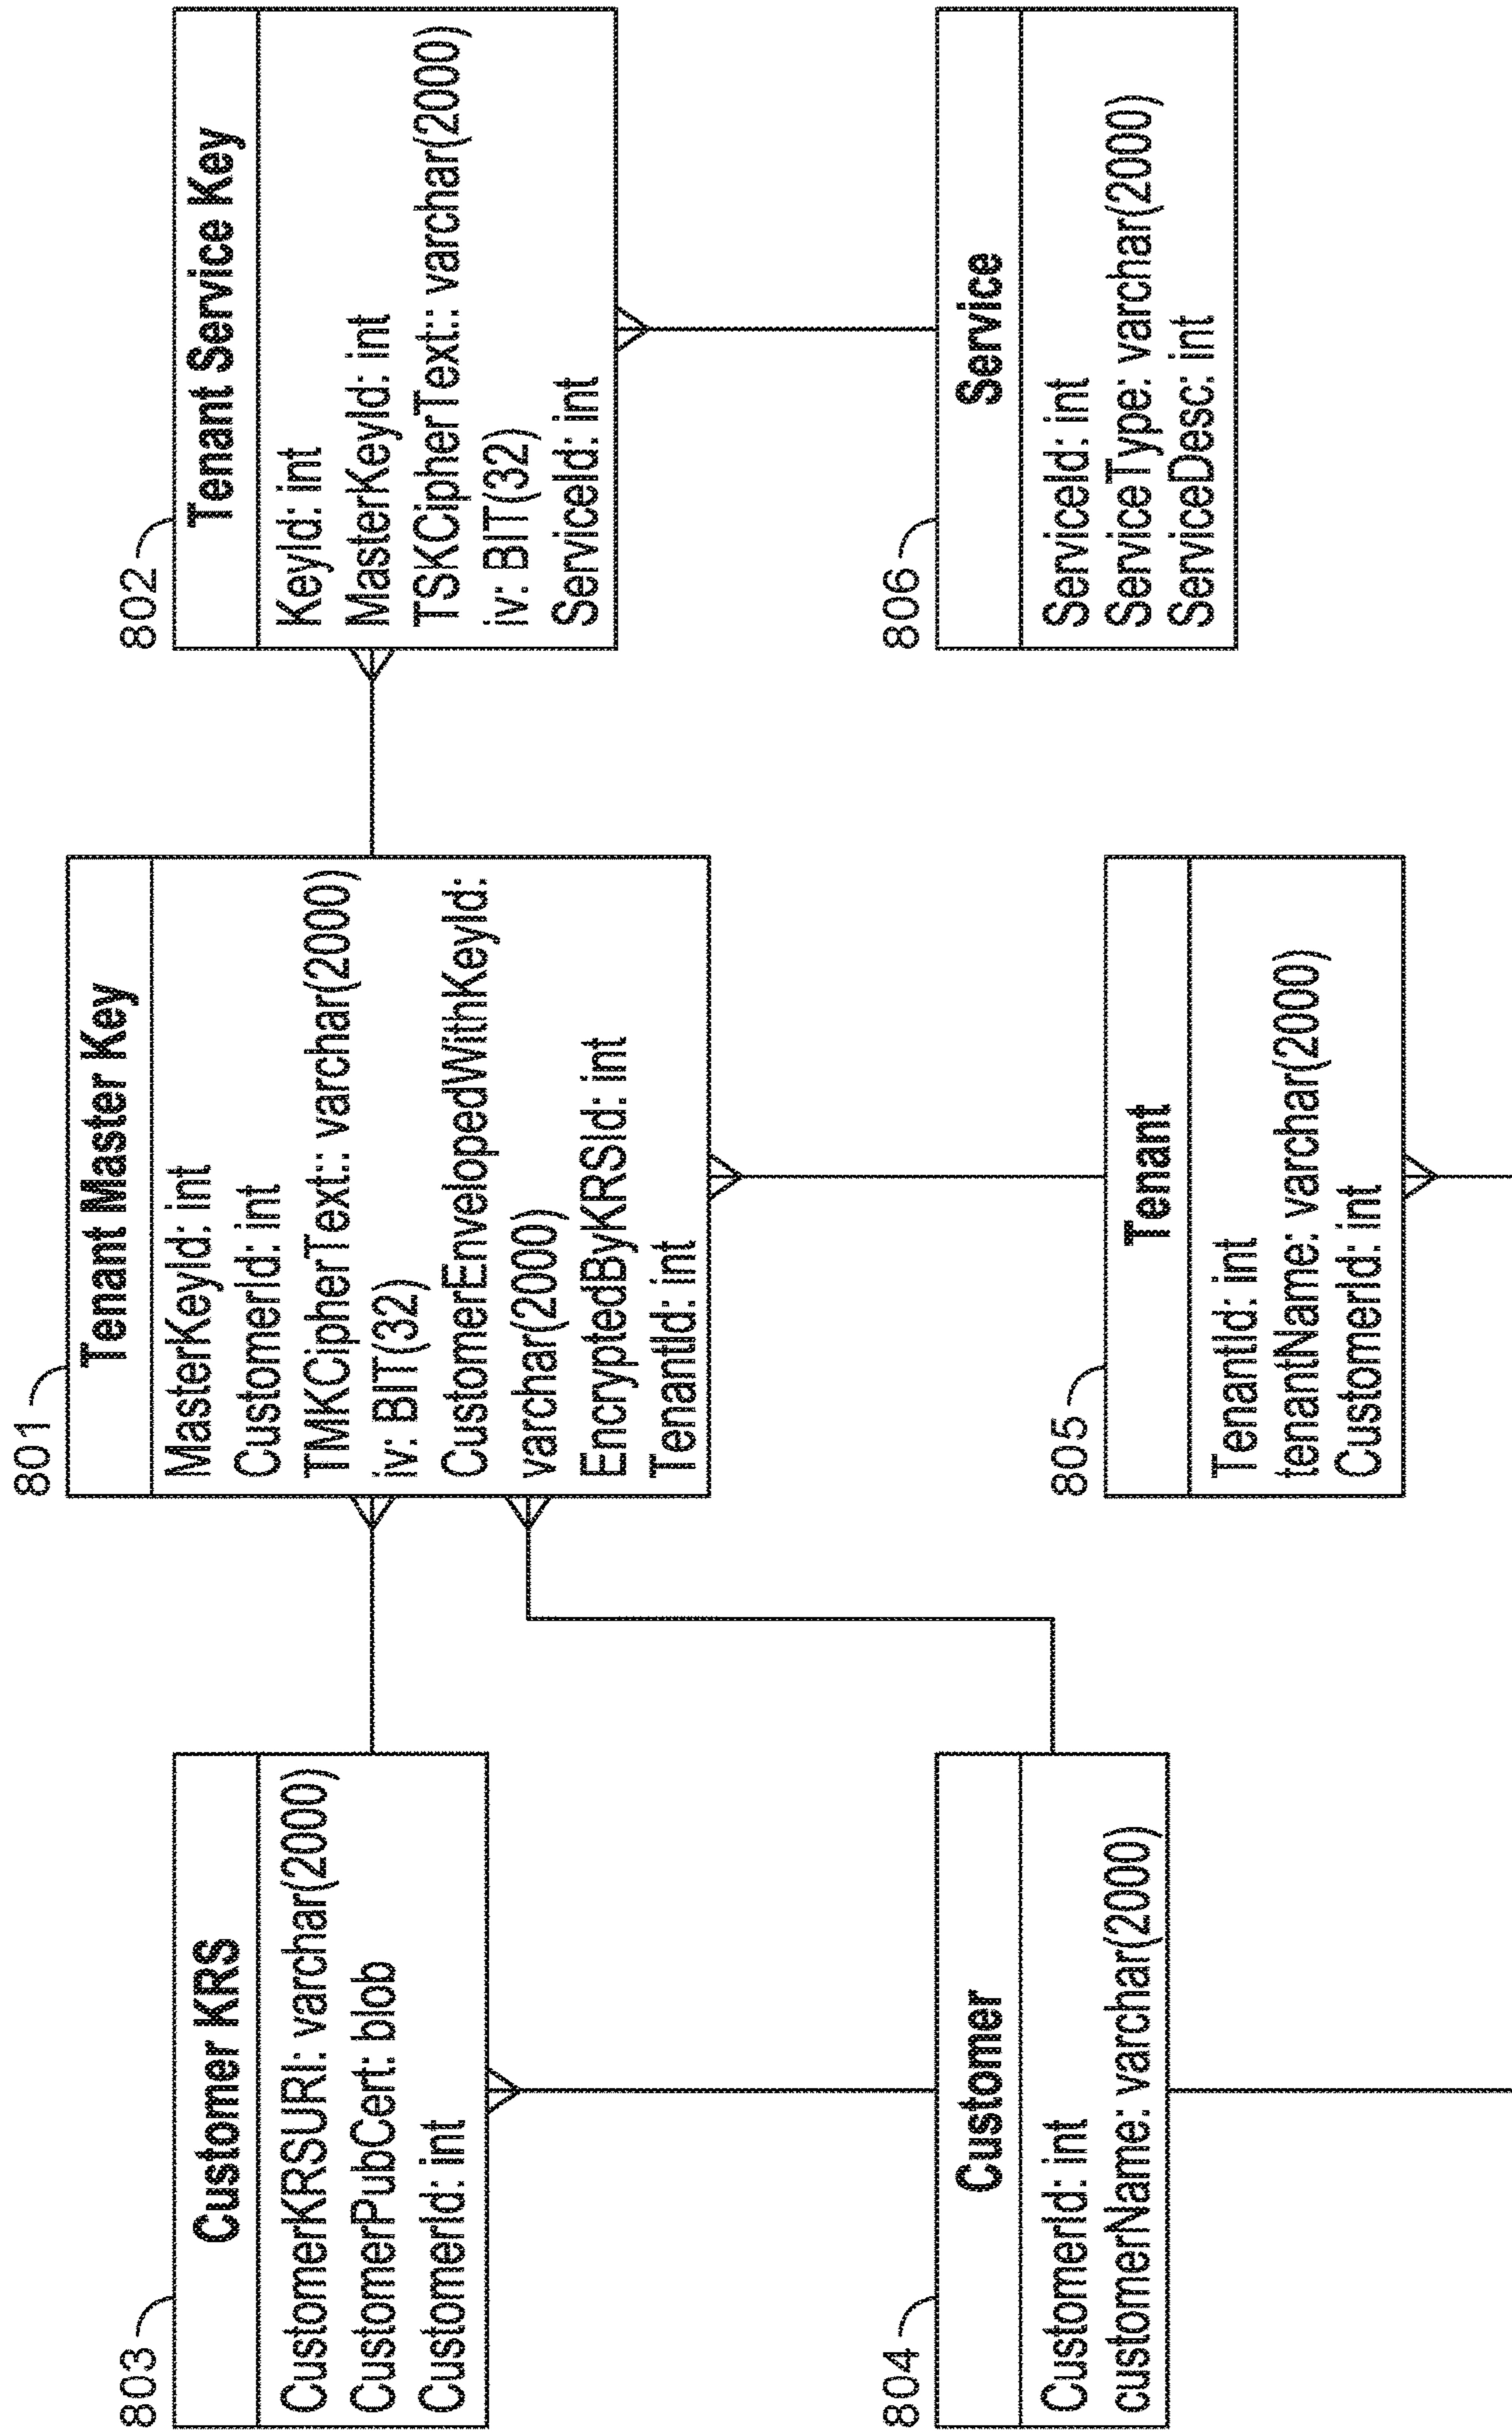 803
Customer KRS
CustomerKRSURI: varchar(2000)
CustomerPubCert: blob
CustomerId: int
801
Tenant Master Key
MasterKeyId: int
CustomerId: int
TMKCipherText:: varchar(2000)
iv: BIT(32)
CustomerEnvelopedWithKeyId:
varchar(2000)
EncryptedByKRSId: int
TenantId: int
802
Tenant Service Key
KeyId: int
MasterKeyId: int
TSKCipherText:: varchar(2000)
iv: BIT(32)
ServiceId: int
804
Customer
CustomerId: int
customerName: varchar(2000)
805
Tenant
TenantId: int
tenantName: varchar(2000)
CustomerId: int
806
Service
ServiceId: int
ServiceType: varchar(2000)
ServiceDesc: int